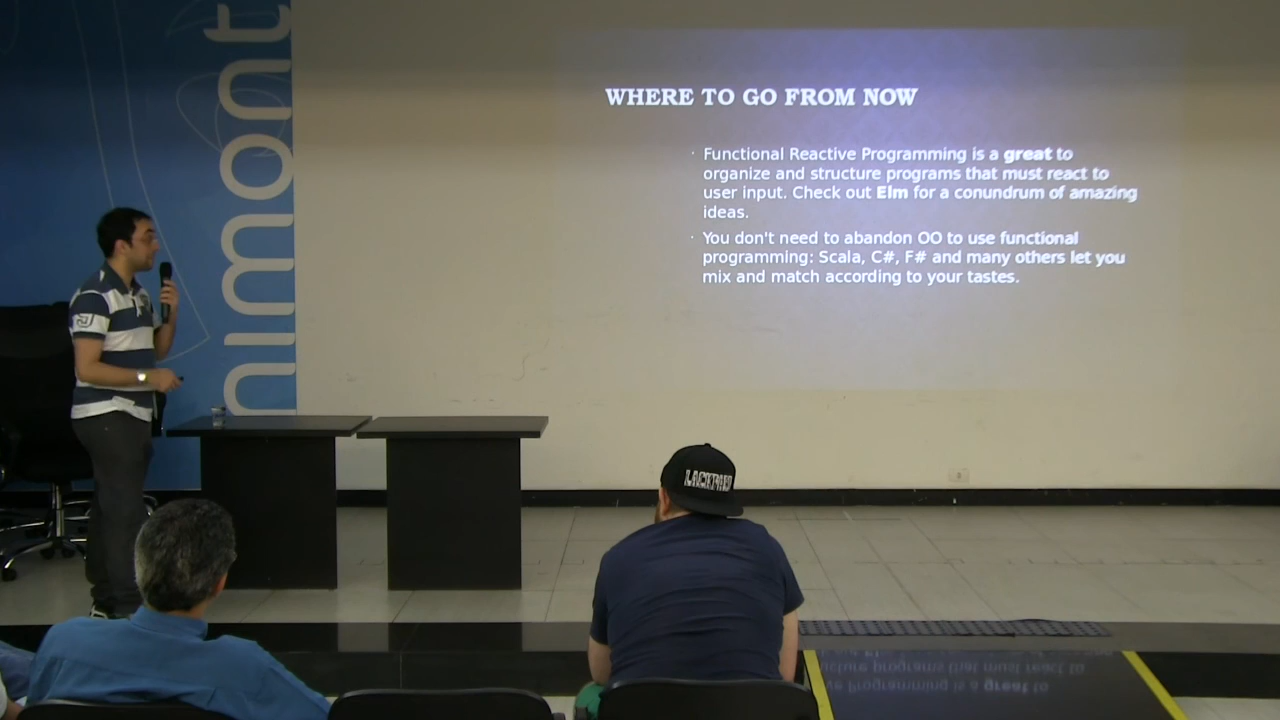 WHERE TO GO FROM NOW
· Functional Reactive Programming is a great to
organize and structure programs that must react to
user input. Check out Elm for a conundrum of amazing
ideas.
· You don't need to abandon OO to use functional
programming: Scala, C#, F# and many others let you
mix and match according to your tastes.
nimont